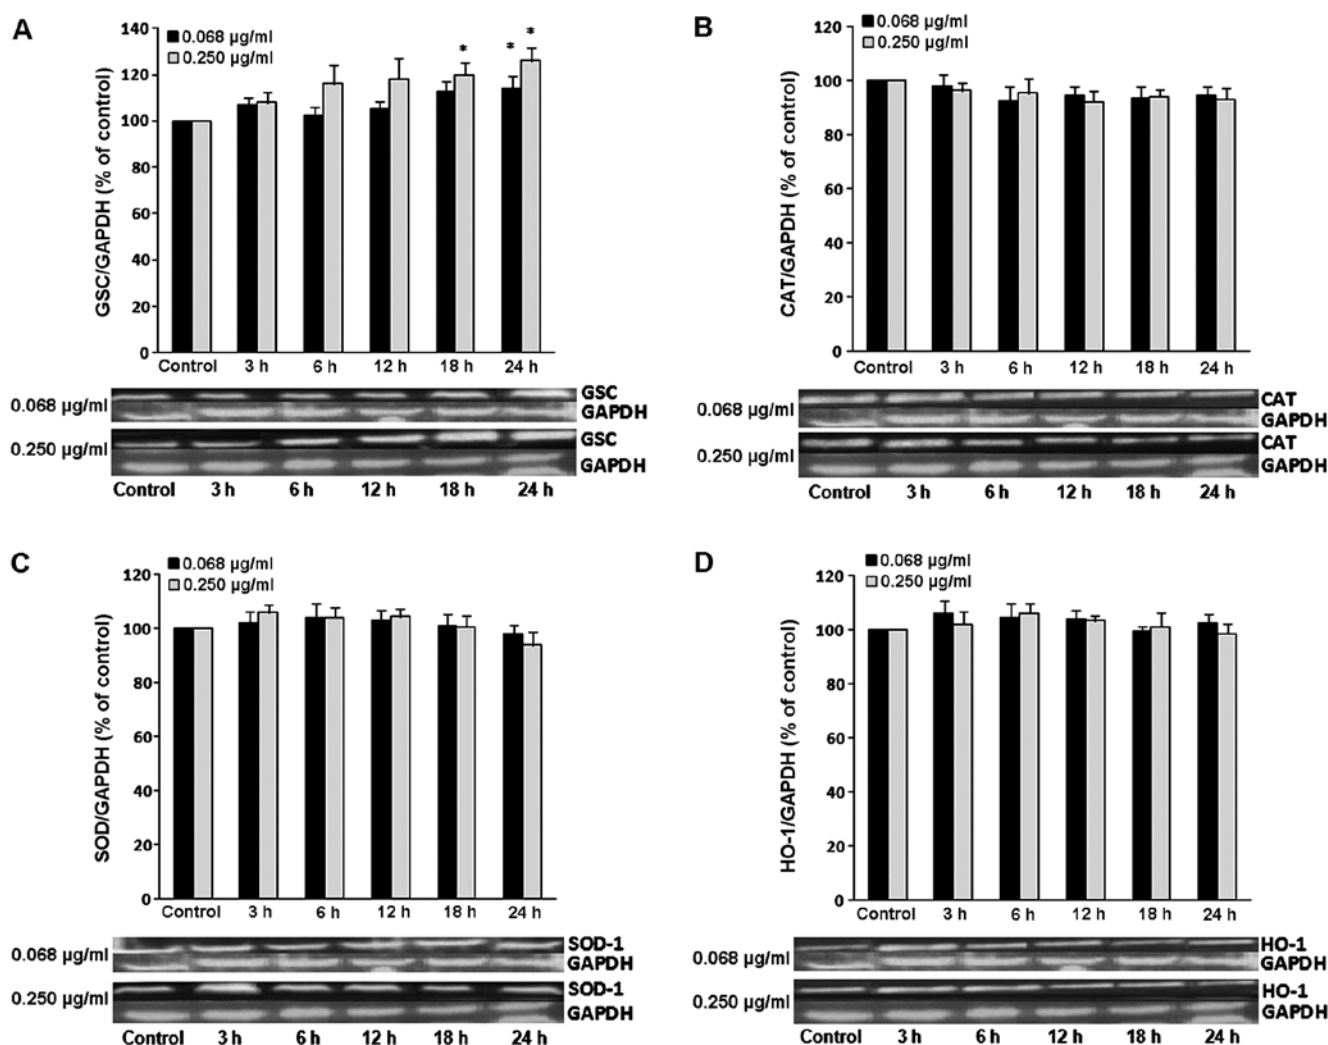 A
GSC/GAPDH (% of control)
140
120
100
80
60
40
20
0
0.068 µg/ml
0.250 µg/ml
*
*
*
Control 3 h 6 h 12 h 18 h 24 h
0.068 µg/ml
GSC
GAPDH
0.250 µg/ml
GSC
GAPDH
Control 3 h 6 h 12 h 18 h 24 h
B
CAT/GAPDH (% of control)
120
100
80
60
40
20
0
0.068 µg/ml
0.250 µg/ml
Control 3 h 6 h 12 h 18 h 24 h
0.068 µg/ml
CAT
GAPDH
0.250 µg/ml
CAT
GAPDH
Control 3 h 6 h 12 h 18 h 24 h
C
SOD/GAPDH (% of control)
120
100
80
60
40
20
0
0.068 µg/ml
0.250 µg/ml
Control 3 h 6 h 12 h 18 h 24 h
0.068 µg/ml
SOD-1
GAPDH
0.250 µg/ml
SOD-1
GAPDH
Control 3 h 6 h 12 h 18 h 24 h
D
HO-1/GAPDH (% of control)
120
100
80
60
40
20
0
0.068 µg/ml
0.250 µg/ml
Control 3 h 6 h 12 h 18 h 24 h
0.068 µg/ml
HO-1
GAPDH
0.250 µg/ml
HO-1
GAPDH
Control 3 h 6 h 12 h 18 h 24 h